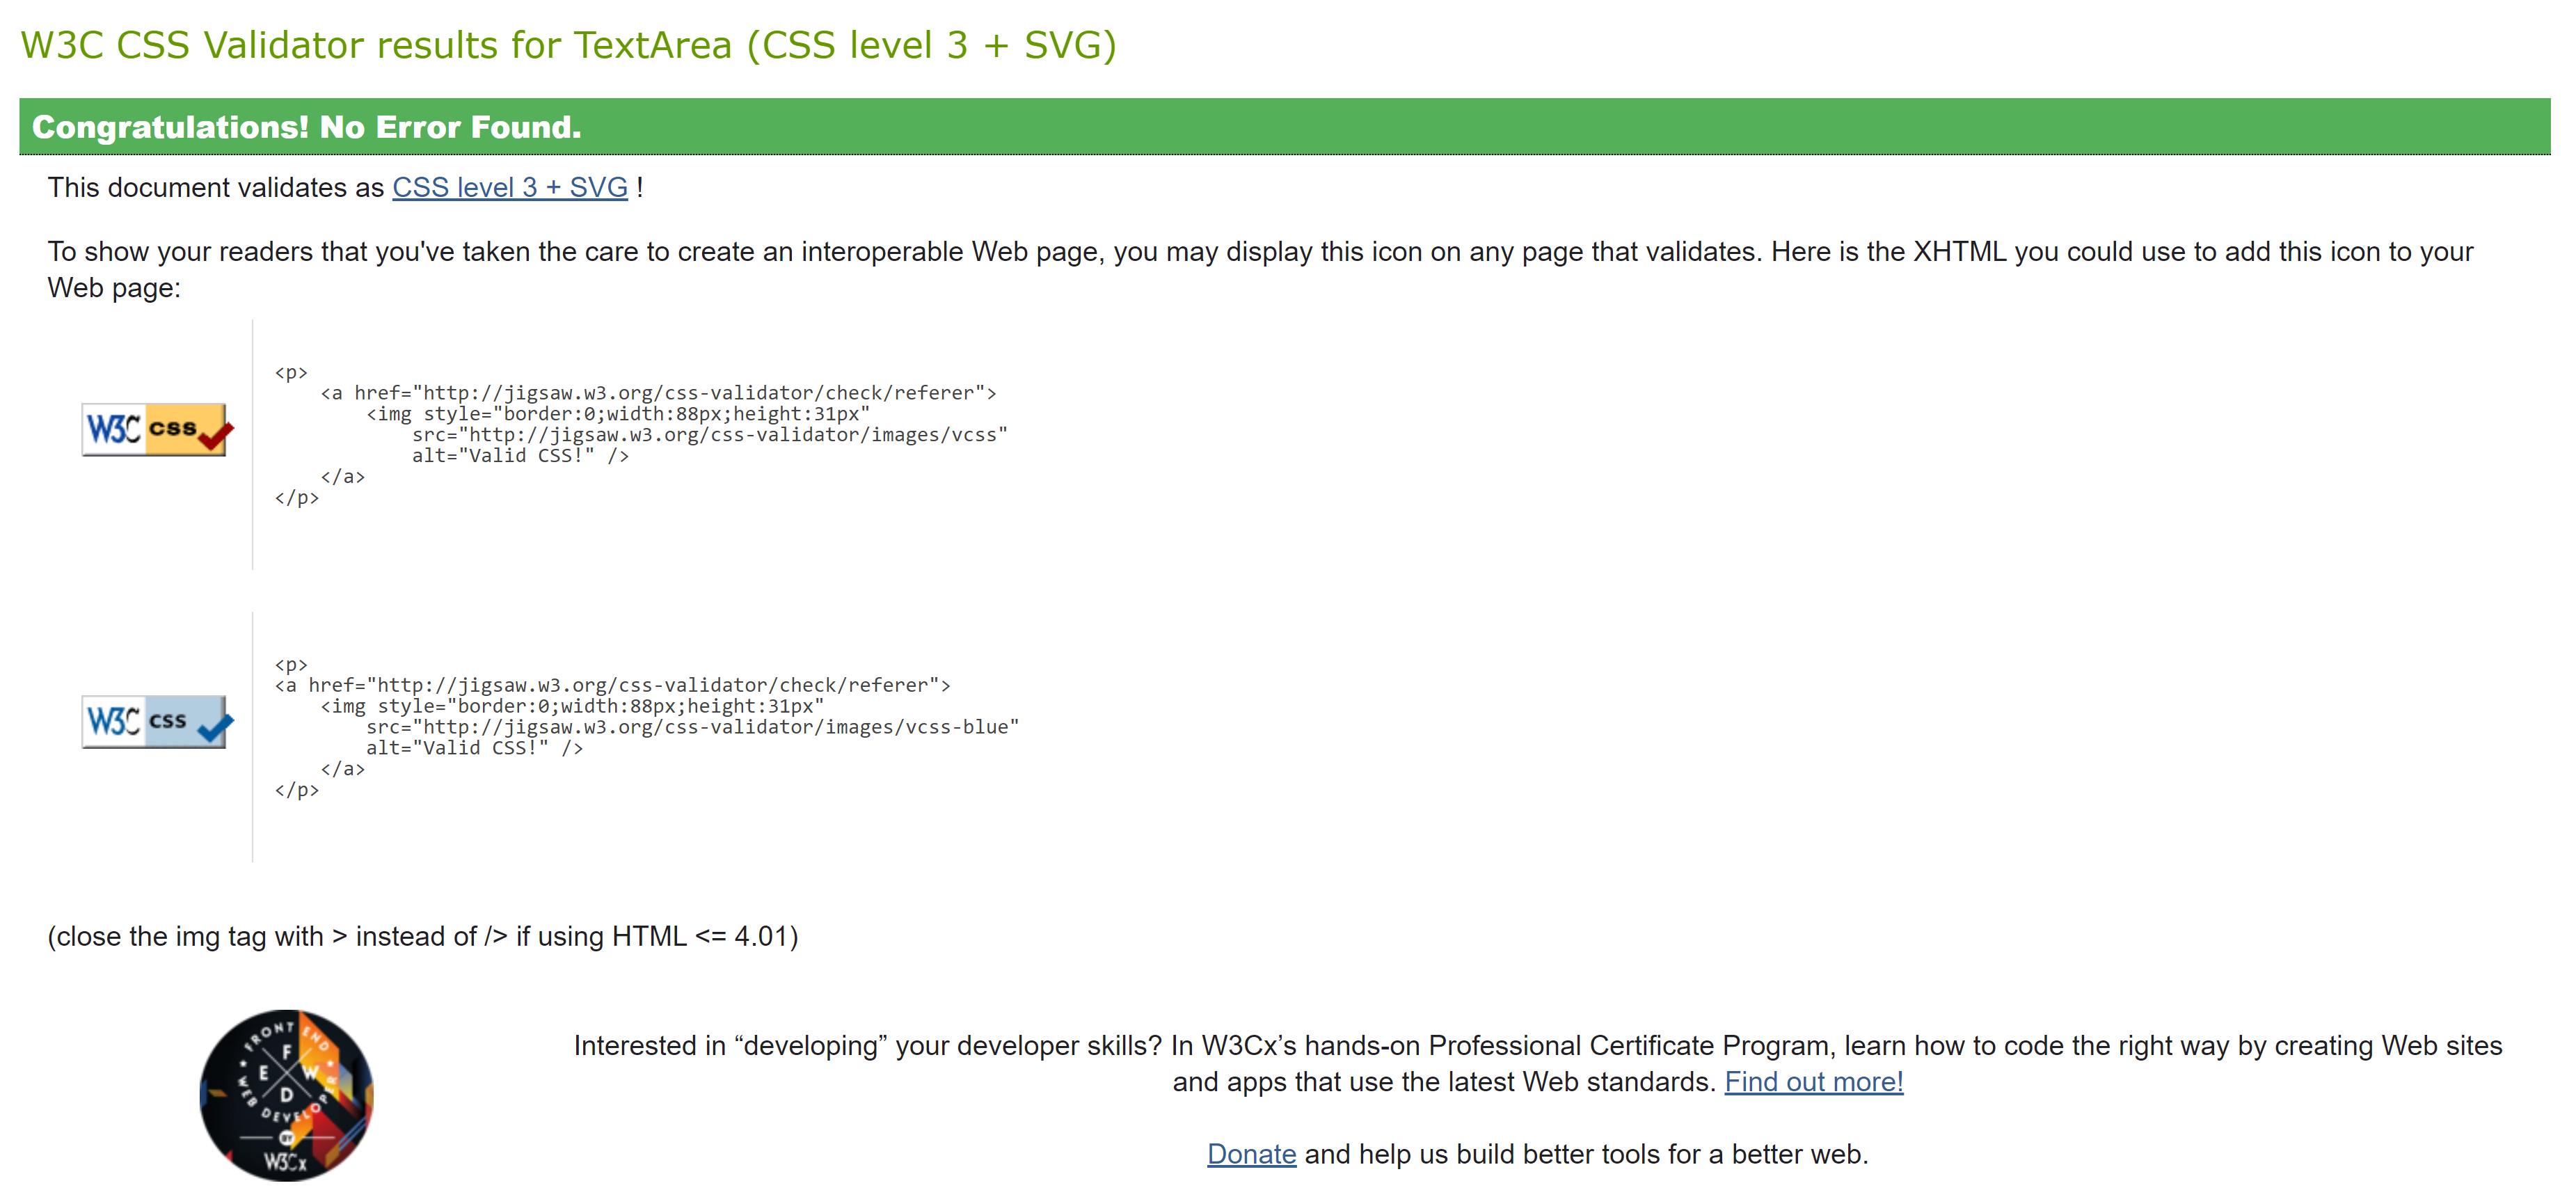 W3C CSS Validator results for TextArea (CSS level 3 + SVG)
Congratulations! No Error Found.
This document validates as CSS level 3 + SVG !
To show your readers that you've taken the care to create an interoperable Web page, you may display this icon on any page that validates. Here is the XHTML you could use to add this icon to your
Web page:
W3C css
<p>
    <a href="http://jigsaw.w3.org/css-validator/check/referer">
        <img style="border:0;width:88px;height:31px"
            src="http://jigsaw.w3.org/css-validator/images/vcss"
            alt="Valid CSS!" />
    </a>
</p>
W3C css
<p>
<a href="http://jigsaw.w3.org/css-validator/check/referer">
    <img style="border:0;width:88px;height:31px"
        src="http://jigsaw.w3.org/css-validator/images/vcss-blue"
        alt="Valid CSS!" />
    </a>
</p>
(close the img tag with > instead of /> if using HTML <= 4.01)
FRONT END
WEB DEVELOPER
F
E W
D
BY
W3Cx
Interested in “developing” your developer skills? In W3Cx’s hands-on Professional Certificate Program, learn how to code the right way by creating Web sites
and apps that use the latest Web standards. Find out more!
Donate and help us build better tools for a better web.